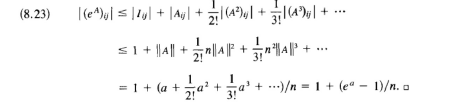 (8.23) |(e^A)_{ij}| ≤ |I_{ij}| + |A_{ij}| + \frac{1}{2!}|(A^2)_{ij}| + \frac{1}{3!}|(A^3)_{ij}| + ⋯
≤ 1 + ‖A‖ + \frac{1}{2!}n‖A‖^2 + \frac{1}{3!}n^2‖A‖^3 + ⋯
= 1 + (a + \frac{1}{2!}a^2 + \frac{1}{3!}a^3 + ⋯)/n = 1 + (e^a − 1)/n. □